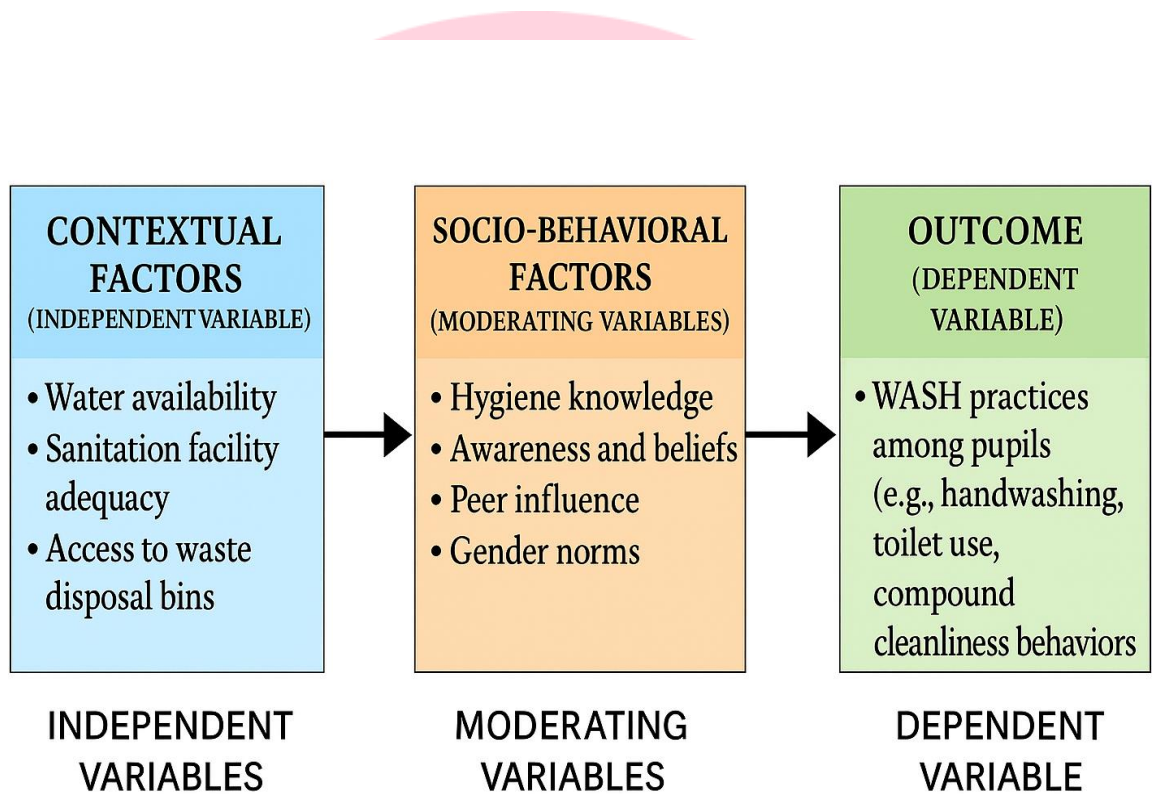 CONTEXTUAL
FACTORS
(INDEPENDENT VARIABLE)
• Water availability
• Sanitation facility
adequacy
• Access to waste
disposal bins
SOCIO-BEHAVIORAL
FACTORS
(MODERATING VARIABLES)
• Hygiene knowledge
• Awareness and beliefs
• Peer influence
• Gender norms
OUTCOME
(DEPENDENT
VARIABLE)
• WASH practices
among pupils
(e.g., handwashing,
toilet use,
compound
cleanliness behaviors
INDEPENDENT
VARIABLES
MODERATING
VARIABLES
DEPENDENT
VARIABLE